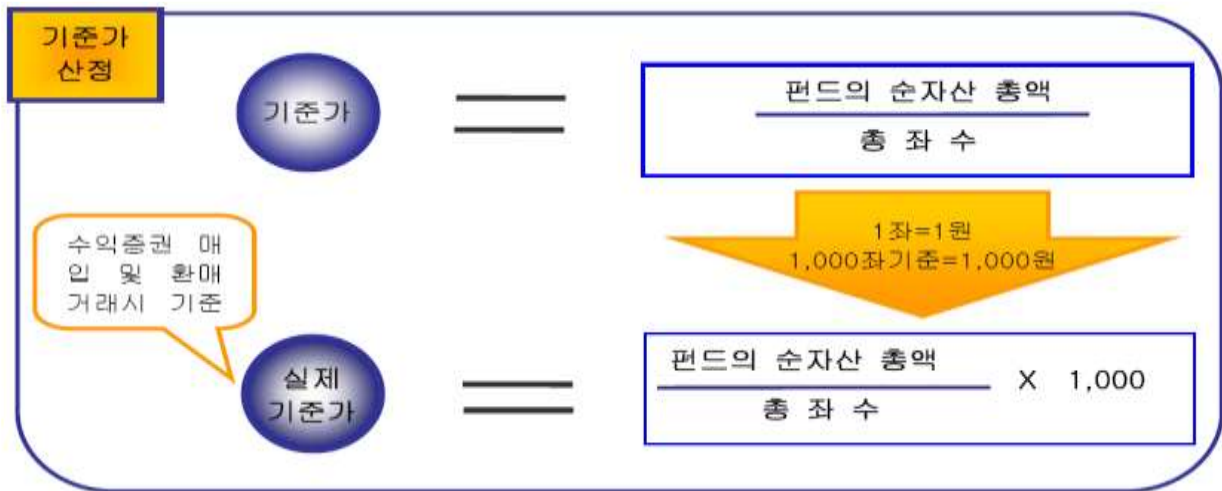 기준가
산정
기준가
펀드의 순자산 총액
총 좌 수
1좌=1원
1,000좌기준=1,000원
수익증권 매
입 및 환매
거래시 기준
실제
기준가
펀드의 순자산 총액
총 좌 수
X 1,000